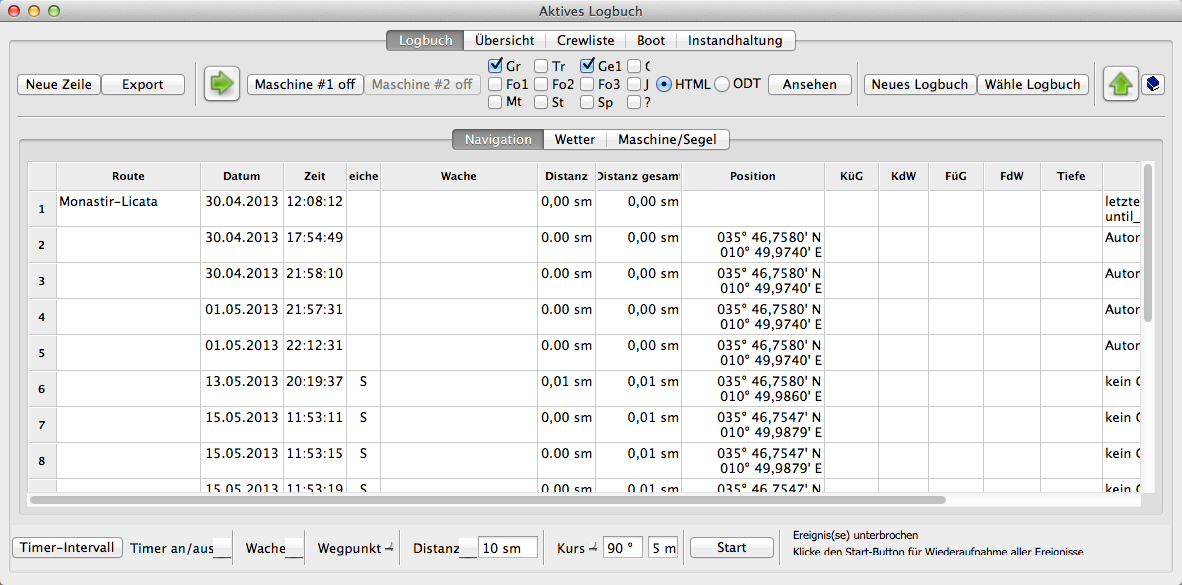 Aktives Logbuch
Logbuch Übersicht Crewliste Boot Instandhaltung
Neue Zeile Export Maschine #1 off Maschine #2 off
Gr Tr Ge1
Fo1 Fo2 Fo3 J
Mt St Sp ?
HTML ODT Ansehen Neues Logbuch Wähle Logbuch
Navigation Wetter Maschine/Segel
Route Datum Zeit eiche Wache Distanz Distanz gesamt Position KüG KdW FüG FdW Tiefe
1 Monastir-Licata 30.04.2013 12:08:12 0,00 sm 0,00 sm letzte
until_
2 30.04.2013 17:54:49 0.00 sm 0,00 sm 035° 46,7580' N Autor
010° 49,9740' E
3 30.04.2013 21:58:10 0.00 sm 0,00 sm 035° 46,7580' N Autor
010° 49,9740' E
4 01.05.2013 21:57:31 0.00 sm 0,00 sm 035° 46,7580' N Autor
010° 49,9740' E
5 01.05.2013 22:12:31 0.00 sm 0,00 sm 035° 46,7580' N Autor
010° 49,9740' E
6 13.05.2013 20:19:37 S 0,01 sm 0,01 sm 035° 46,7580' N kein
010° 49,9860' E
7 15.05.2013 11:53:11 S 0,00 sm 0,01 sm 035° 46,7547' N kein
010° 49,9879' E
8 15.05.2013 11:53:15 S 0.00 sm 0,01 sm 035° 46,7547' N kein
010° 49,9879' E
15.05.2013 11:53:19 S 0,00 sm 0,01 sm 035° 46,7547' N kein
Timer-Intervall Timer an/aus Wache Wegpunkt Distanz 10 sm Kurs 90 ° 5 m Start
Ereignis(se) unterbrochen
Klicke den Start-Button für Wiederaufnahme aller Ereignisse